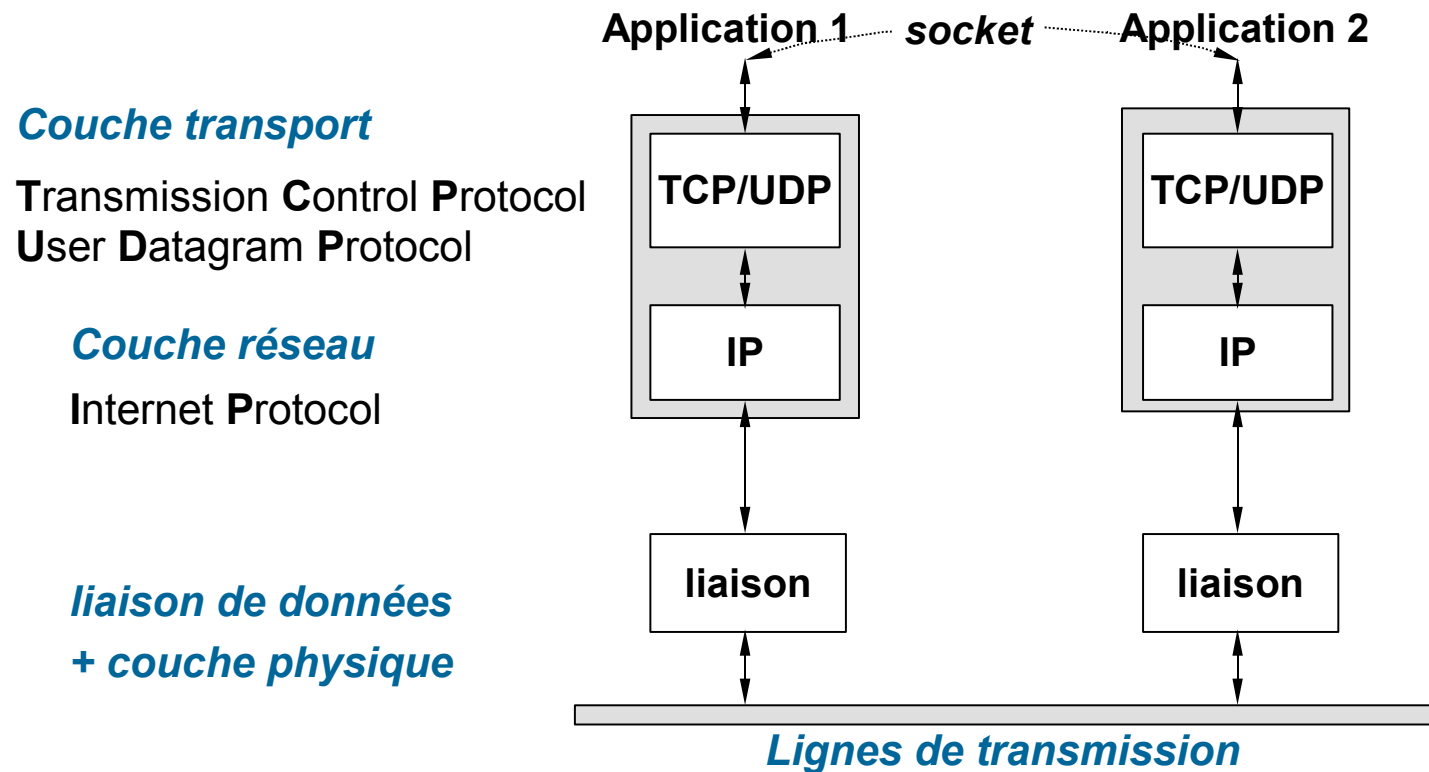 Application 1 socket Application 2
Couche transport
Transmission Control Protocol
User Datagram Protocol
TCP/UDP TCP/UDP
Couche réseau
Internet Protocol
IP IP
liaison de données
+ couche physique
liaison liaison
Lignes de transmission